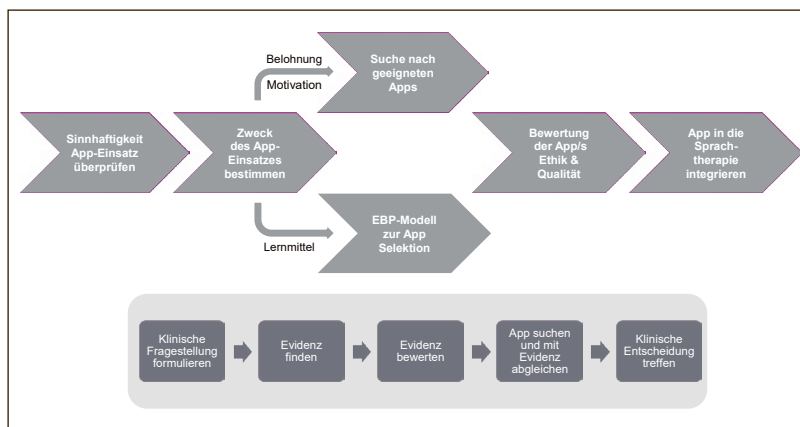 Belohnung
Motivation
Suche nach
geeigneten
Apps
Sinnhaftigkeit
App-Einsatz
überprüfen
Zweck
des App-
Einsatzes
bestimmen
Bewertung
der App/s
Ethik &
Qualität
App in die
Sprach-
therapie
integrieren
Lernmittel
EBP-Modell
zur App
Selektion
Klinische
Fragestellung
formulieren
Evidenz
finden
Evidenz
bewerten
App suchen
und mit
Evidenz
abgleichen
Klinische
Entscheidung
treffen